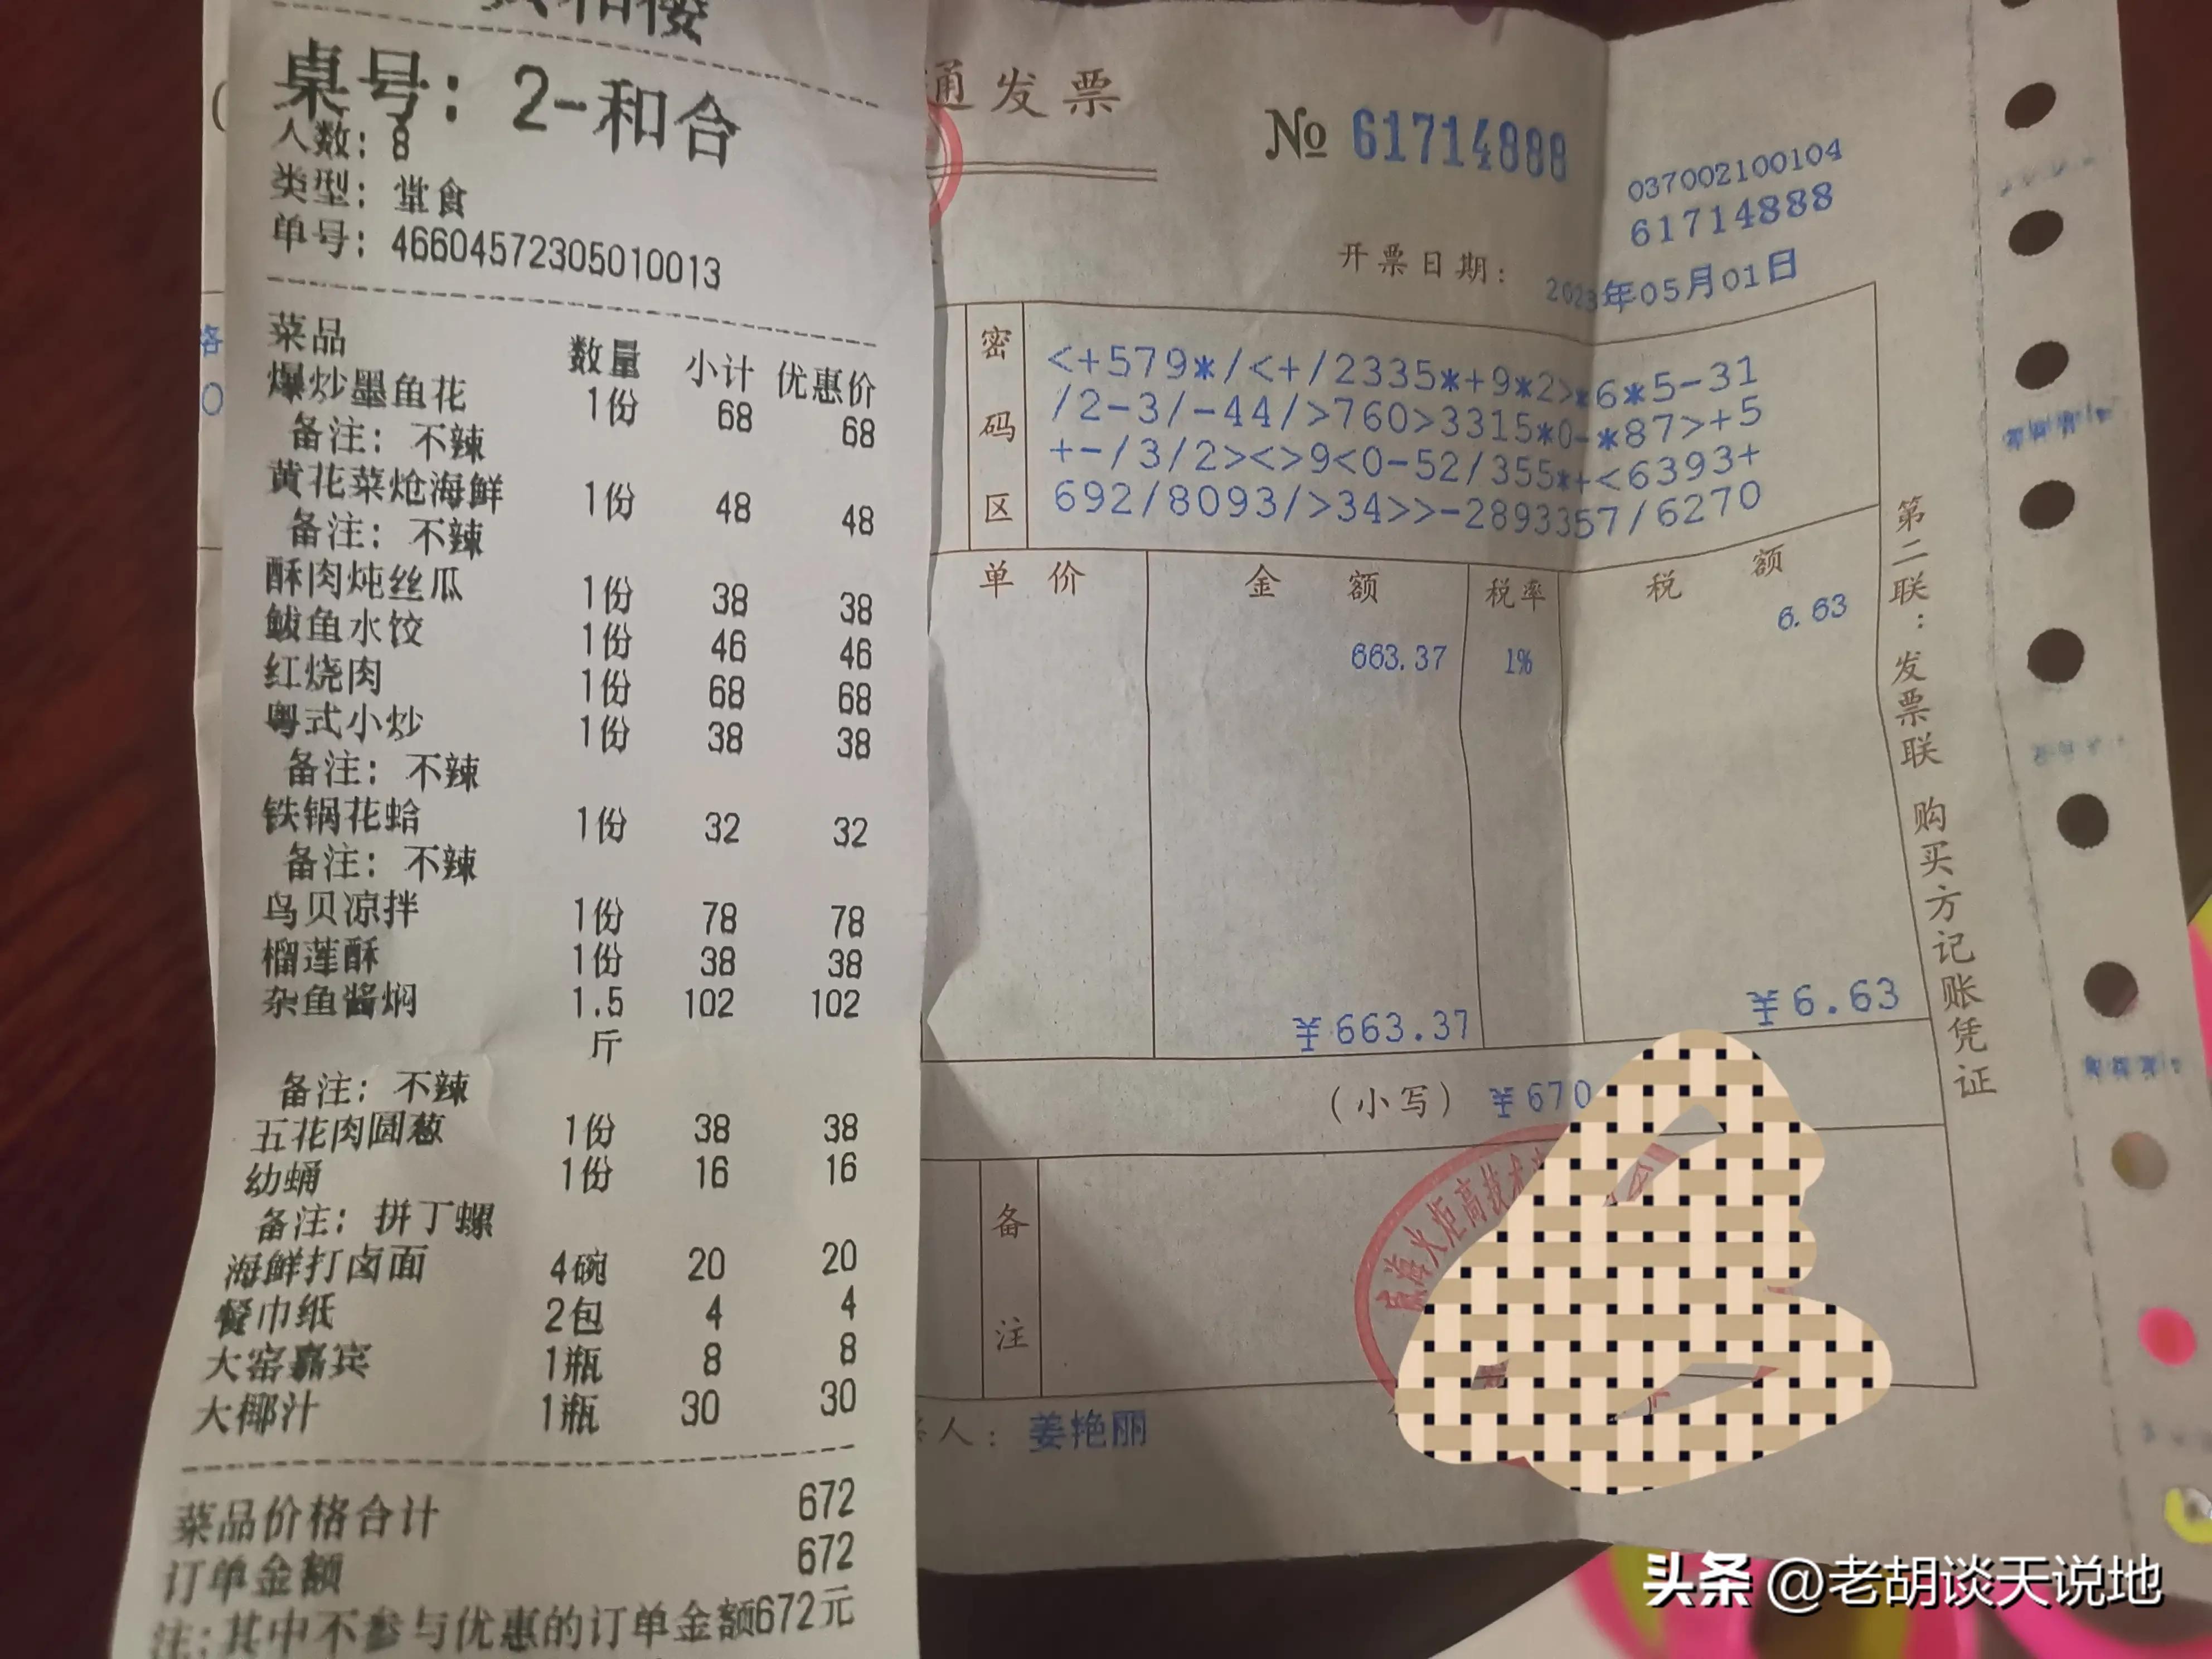 桌号: 2-和合
人数: 8
类型: 堂食
单号: 46604572305010013
菜品 数量 小计 优惠价
爆炒墨鱼花 1份 68 68
备注: 不辣
黄花菜炝海鲜 1份 48 48
备注: 不辣
酥肉炖丝瓜 1份 38 38
鲅鱼水饺 1份 46 46
红烧肉 1份 68 68
粤式小炒 1份 38 38
备注: 不辣
铁锅花蛤 1份 32 32
备注: 不辣
鸟贝凉拌 1份 78 78
榴莲酥 1份 38 38
杂鱼酱焖 1.5 102 102
斤
备注: 不辣
五花肉圆葱 1份 38 38
幼蛹 1份 16 16
备注: 拼丁螺
海鲜打卤面 4碗 20 20
餐巾纸 2包 4 4
大窑嘉宾 1瓶 8 8
大椰汁 1瓶 30 30
菜品价格合计 672
订单金额 672
注:其中不参与优惠的订单金额672元
通发票
№ 61714888
037002100104
61714888
开票日期: 2023年05月01日
密码区
<+579*/<+/2335*+9*2>*6*5-31
/2-3/-44/>760>3315*0-*87>+5
+-/3/2><>9<0-52/355*+<6393+
692/8093/>34>>-2893357/6270
单价 金额 税率 税额
663.37 1% 6.63
¥663.37 ¥6.63
(小写) ¥670
备注
人: 姜艳丽
威海火炬高技术
第二联:发票联 购买方记账凭证
头条 @老胡谈天说地